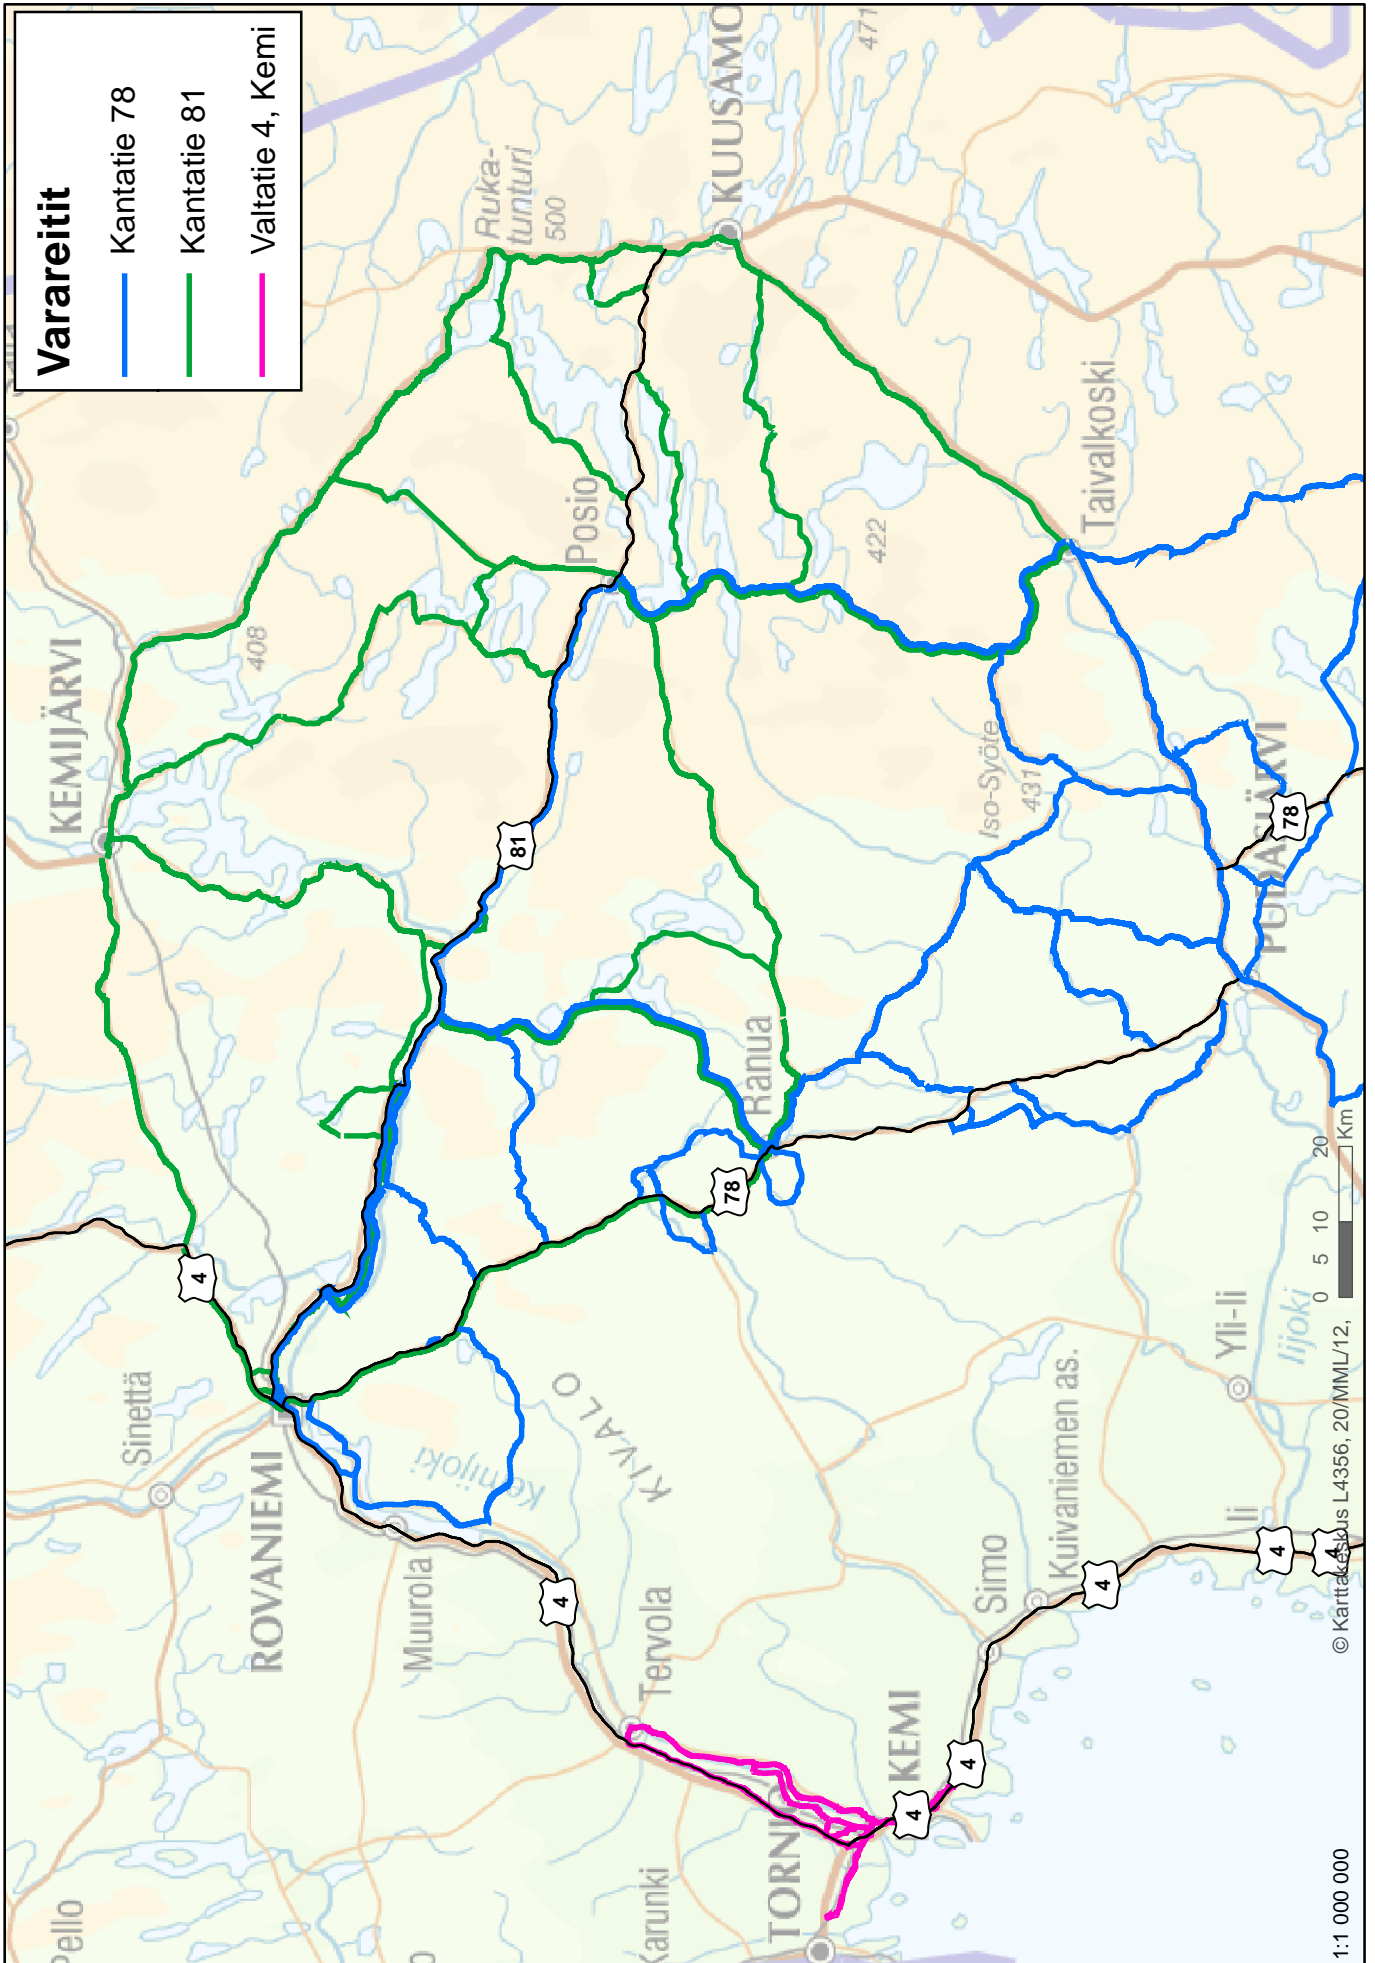 Varareitit
Kantatie 78
Kantatie 81
Valtatie 4, Kemi
Pello
Karunki
TORNI
KEMI
Tervola
Muurola
ROVANIEMI
Sinettä
Kemijoki
KIVALO
Simo
Kuivaniemen as.
Ii
Yli-Ii
Iijoki
Ranua
PUDASJÄRVI
Iso-Syöte
431
KEMIJÄRVI
408
Posio
422
Taivalkoski
Ruka-
tunturi
500
KUUSAMO
471
4
4
4
4
4
4
4
78
78
81
0 5 10 20
Km
© Karttakeskus L4356, 20/MML/12,
1:1 000 000